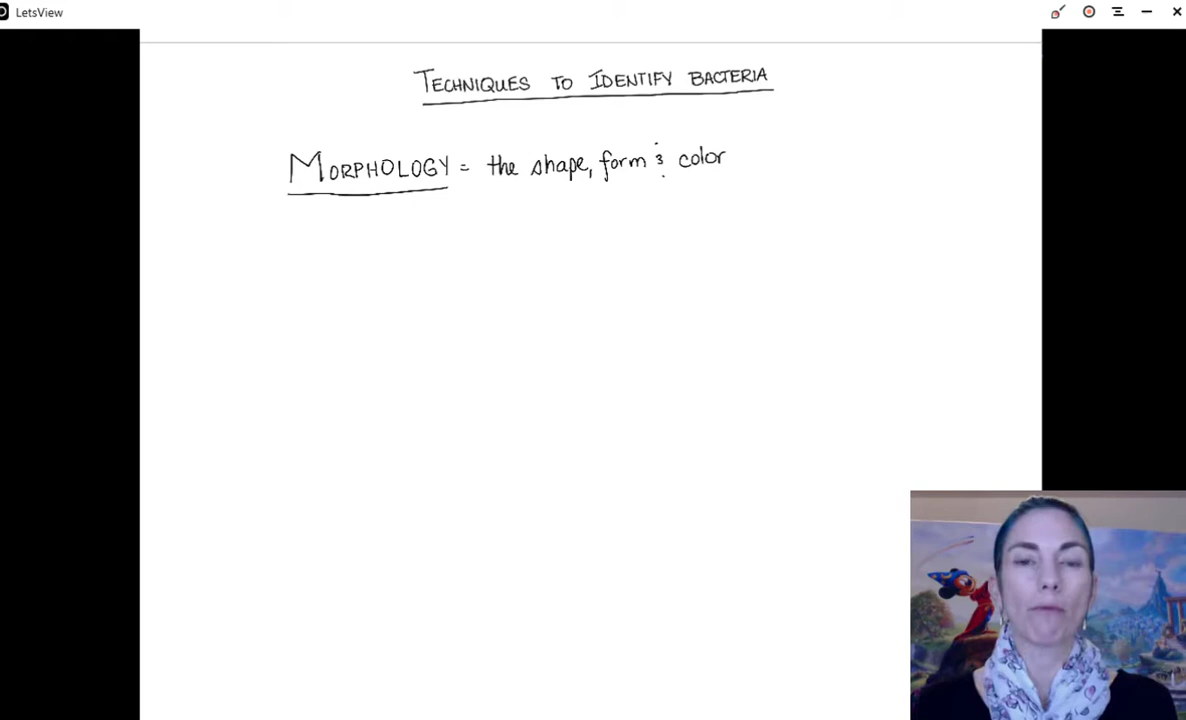 LetsView
TECHNIQUES TO IDENTIFY BACTERIA
MORPHOLOGY = the shape, form & color